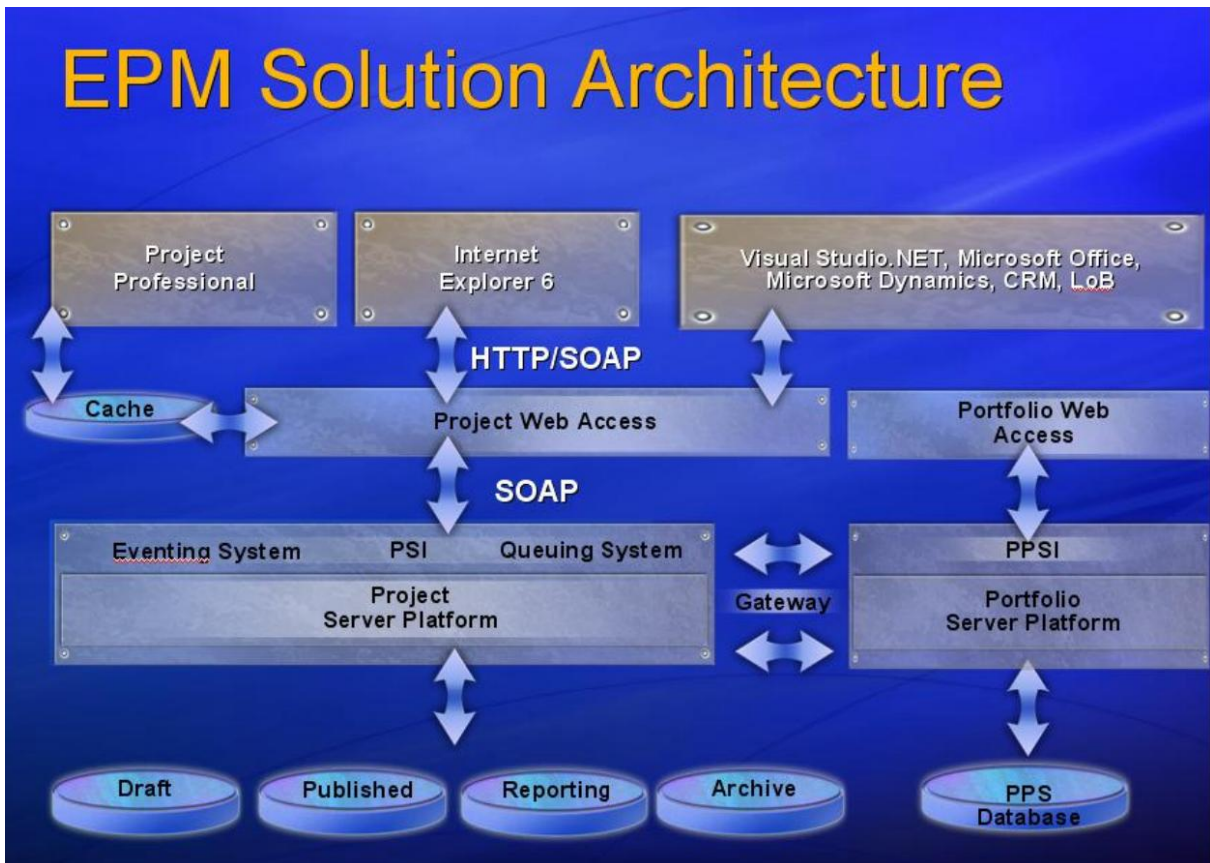 EPM Solution Architecture
Project
Professional
Internet
Explorer 6
Visual Studio.NET, Microsoft Office,
Microsoft Dynamics, CRM, LoB
HTTP/SOAP
Cache
Project Web Access
Portfolio Web
Access
SOAP
Eventing System
PSI
Queuing System
PPSI
Project
Server Platform
Gateway
Portfolio
Server Platform
Draft
Published
Reporting
Archive
PPS
Database